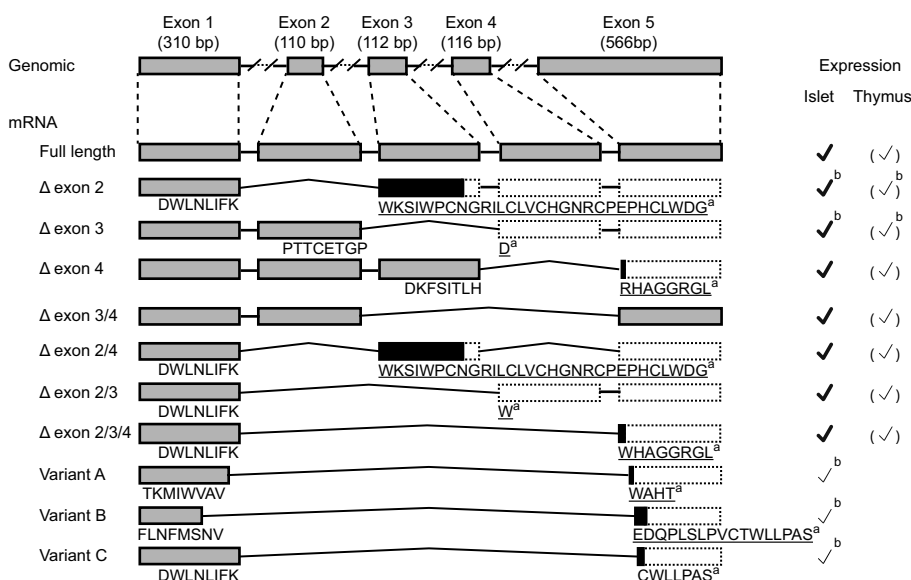 Exon 1 Exon 2 Exon 3 Exon 4 Exon 5
(310 bp) (110 bp) (112 bp) (116 bp) (566bp)
Genomic Expression
Islet Thymus
mRNA
Full length ✓ (✓)
Δ exon 2 ✓b (✓)b
DWLNLIFK WKSIWPCNGRILCLVCHGNRCPEPHCLWDGa
Δ exon 3 ✓b (✓)b
PTTCETGP Da
Δ exon 4 ✓ (✓)
DKFSITLH RHAGGRGLa
Δ exon 3/4 ✓ (✓)
Δ exon 2/4 ✓ (✓)
DWLNLIFK WKSIWPCNGRILCLVCHGNRCPEPHCLWDGa
Δ exon 2/3 ✓ (✓)
DWLNLIFK Wa
Δ exon 2/3/4 ✓ (✓)
DWLNLIFK WHAGGRGLa
Variant A ✓b
TKMIWVAV WAHTa
Variant B ✓b
FLNFMSNV EDQPLSLPVCTWLLPASa
Variant C ✓b
DWLNLIFK CWLLPASa